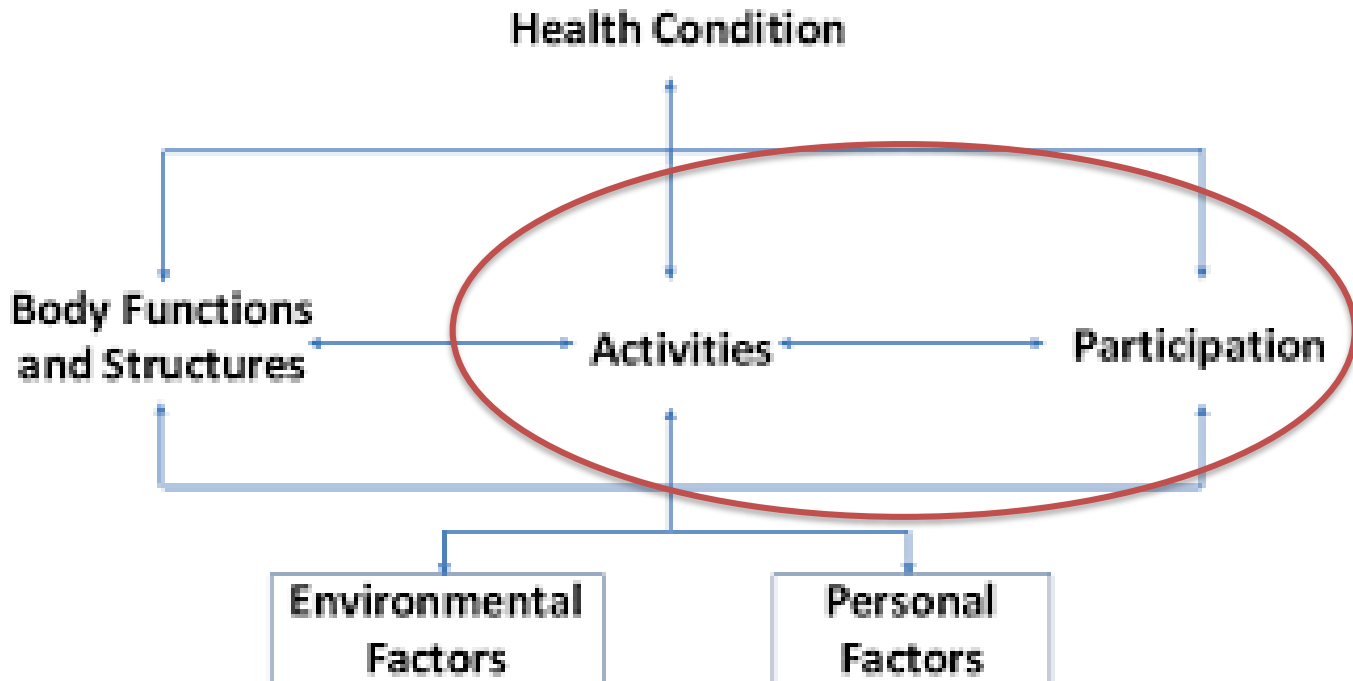 Health Condition
Body Functions
and Structures
Activities
Participation
Environmental
Factors
Personal
Factors